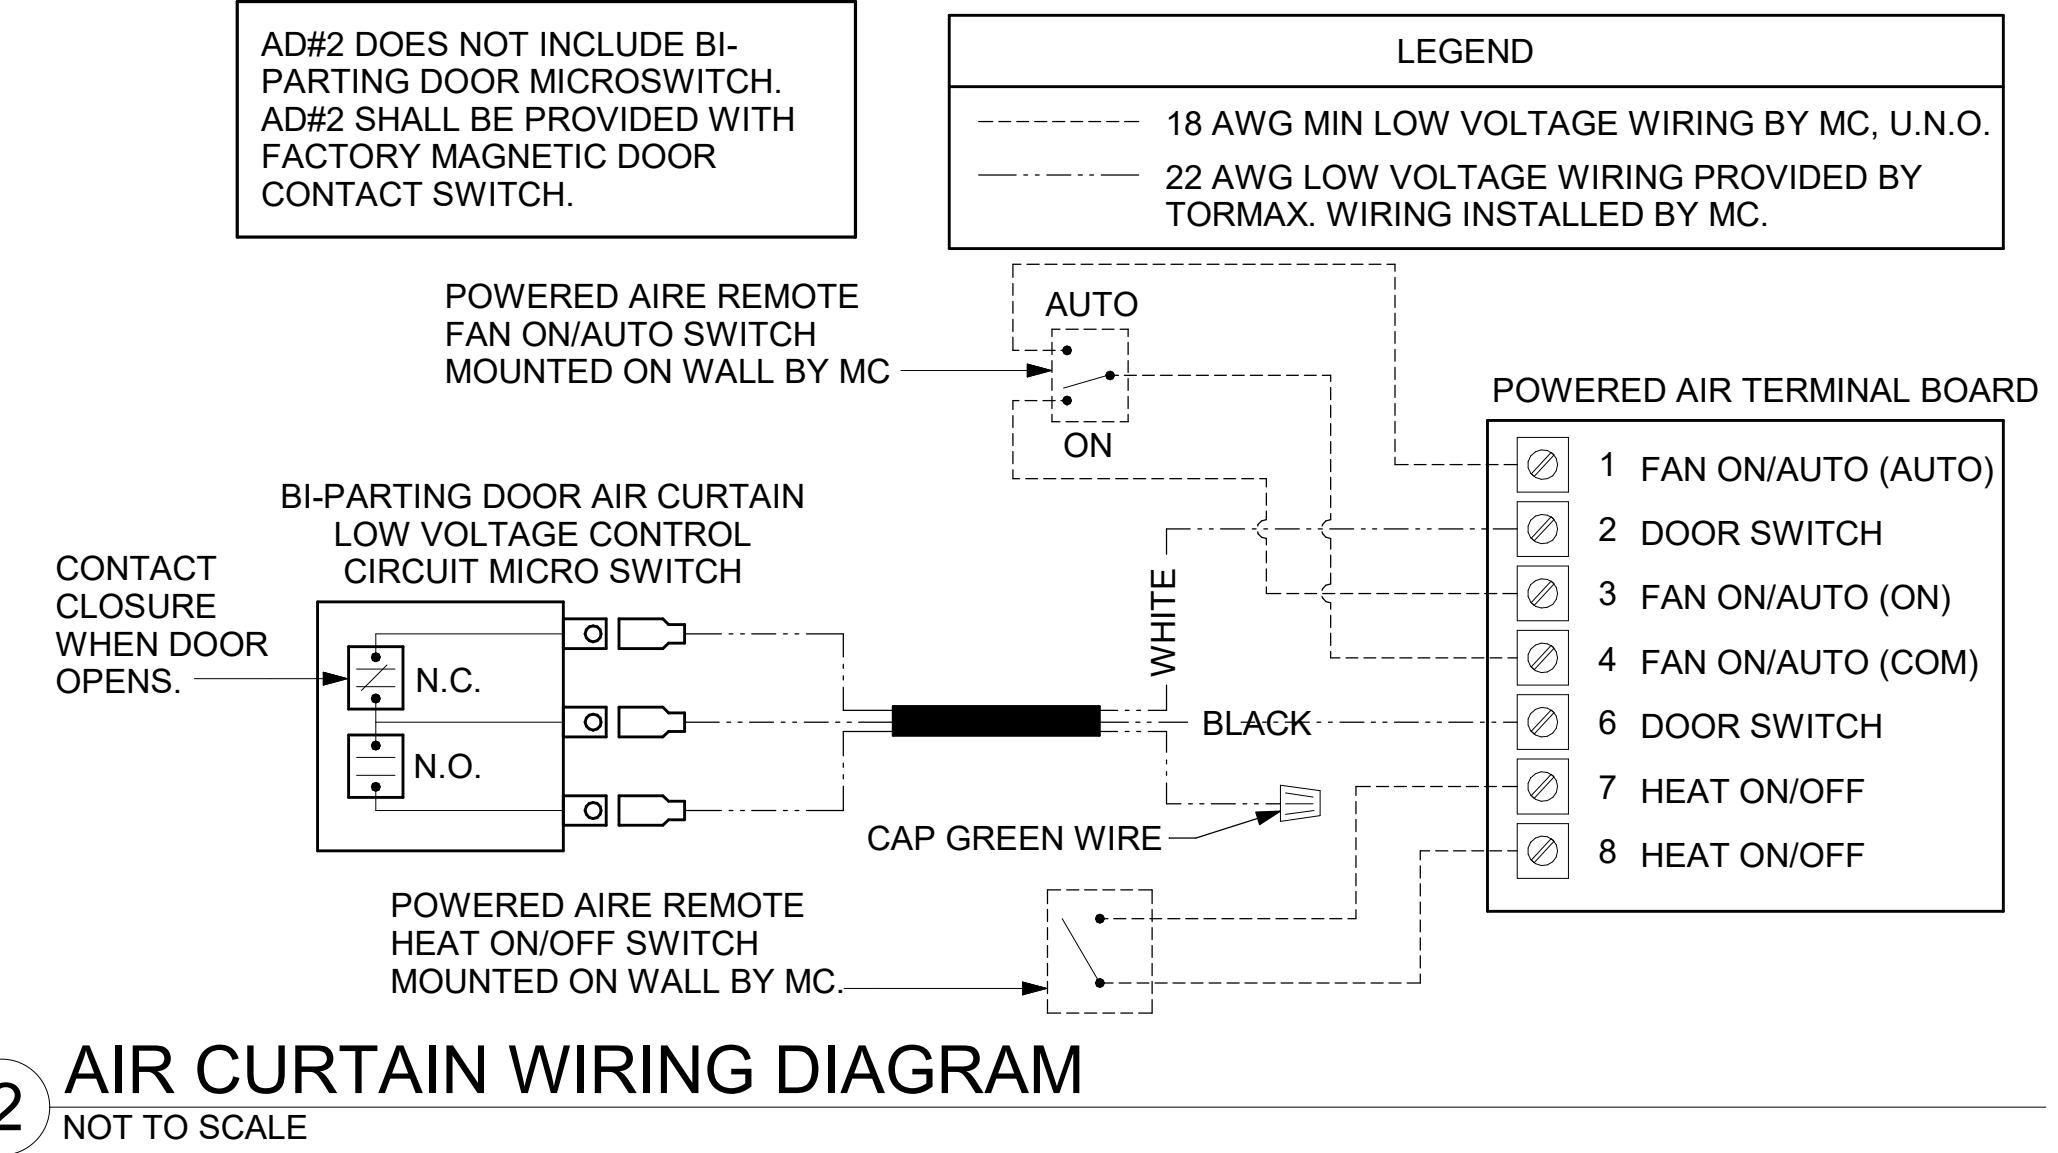 AD#2 DOES NOT INCLUDE BI-
PARTING DOOR MICROSWITCH.
AD#2 SHALL BE PROVIDED WITH
FACTORY MAGNETIC DOOR
CONTACT SWITCH.
LEGEND
18 AWG MIN LOW VOLTAGE WIRING BY MC, U.N.O.
22 AWG LOW VOLTAGE WIRING PROVIDED BY
TORMAX. WIRING INSTALLED BY MC.
POWERED AIRE REMOTE
FAN ON/AUTO SWITCH
MOUNTED ON WALL BY MC
AUTO
ON
POWERED AIR TERMINAL BOARD
1 FAN ON/AUTO (AUTO)
2 DOOR SWITCH
3 FAN ON/AUTO (ON)
4 FAN ON/AUTO (COM)
6 DOOR SWITCH
7 HEAT ON/OFF
8 HEAT ON/OFF
BI-PARTING DOOR AIR CURTAIN
LOW VOLTAGE CONTROL
CIRCUIT MICRO SWITCH
CONTACT
CLOSURE
WHEN DOOR
OPENS.
N.C.
N.O.
WHITE
BLACK
CAP GREEN WIRE
POWERED AIRE REMOTE
HEAT ON/OFF SWITCH
MOUNTED ON WALL BY MC.
2
AIR CURTAIN WIRING DIAGRAM
NOT TO SCALE